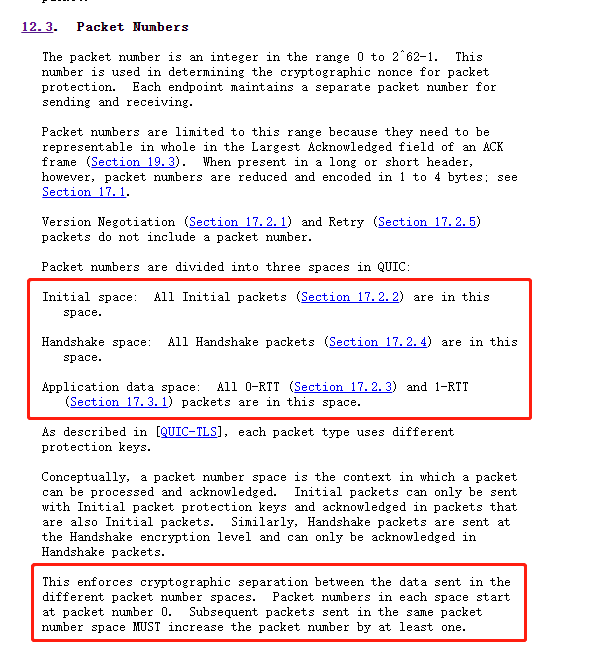 12.3.  Packet Numbers
The packet number is an integer in the range 0 to 2^62-1.  This
number is used in determining the cryptographic nonce for packet
protection.  Each endpoint maintains a separate packet number for
sending and receiving.
Packet numbers are limited to this range because they need to be
representable in whole in the Largest Acknowledged field of an ACK
frame (Section 19.3).  When present in a long or short header,
however, packet numbers are reduced and encoded in 1 to 4 bytes; see
Section 17.1.
Version Negotiation (Section 17.2.1) and Retry (Section 17.2.5)
packets do not include a packet number.
Packet numbers are divided into three spaces in QUIC:
Initial space:  All Initial packets (Section 17.2.2) are in this
space.
Handshake space:  All Handshake packets (Section 17.2.4) are in this
space.
Application data space:  All 0-RTT (Section 17.2.3) and 1-RTT
(Section 17.3.1) packets are in this space.
As described in [QUIC-TLS], each packet type uses different
protection keys.
Conceptually, a packet number space is the context in which a packet
can be processed and acknowledged.  Initial packets can only be sent
with Initial packet protection keys and acknowledged in packets that
are also Initial packets.  Similarly, Handshake packets are sent at
the Handshake encryption level and can only be acknowledged in
Handshake packets.
This enforces cryptographic separation between the data sent in the
different packet number spaces.  Packet numbers in each space start
at packet number 0.  Subsequent packets sent in the same packet
number space MUST increase the packet number by at least one.